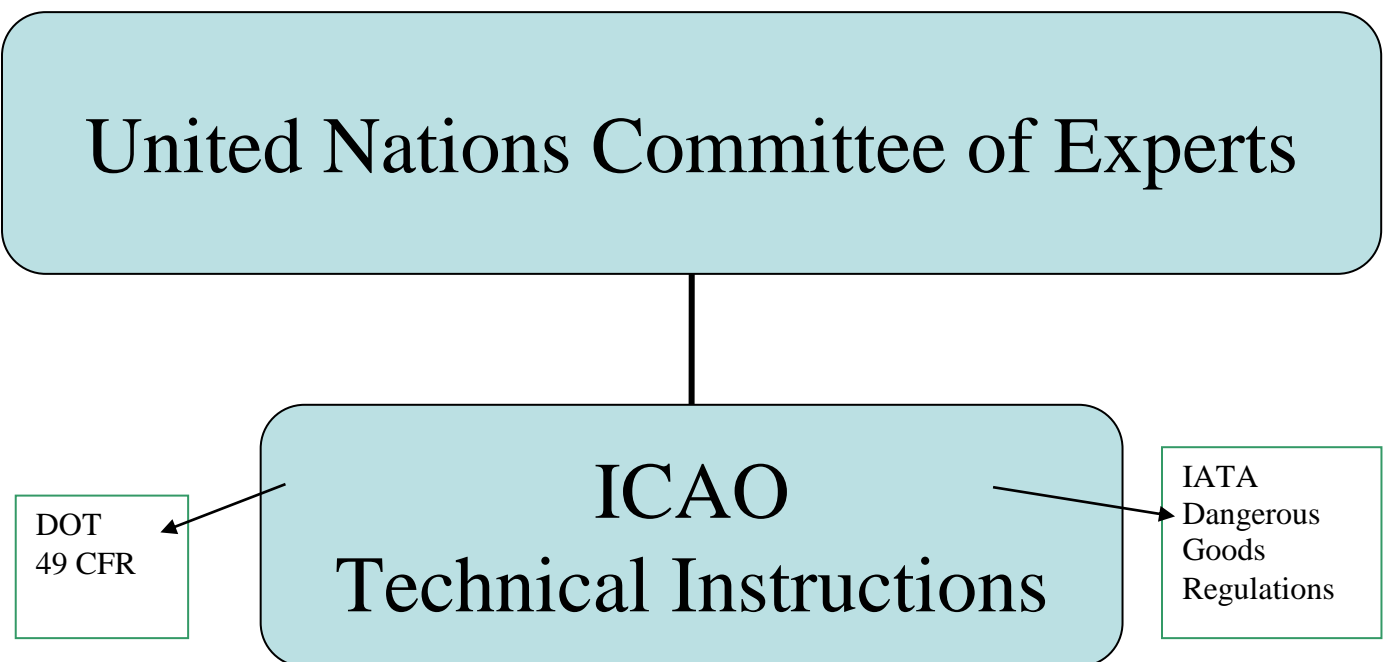 United Nations Committee of Experts
ICAO
Technical Instructions
DOT
49 CFR
IATA
Dangerous
Goods
Regulations